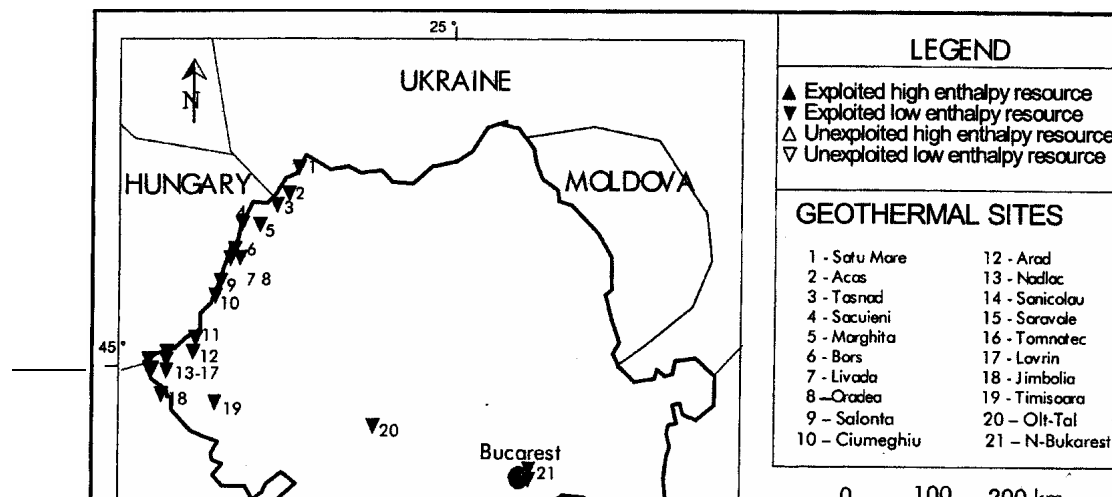 25°
UKRAINE
N
HUNGARY
MOLDOVA
1
2
3
4
5
6
7 8
9
10
11
12
13-17
18
19
20
21
45°
Bucarest
LEGEND
▲ Exploited high enthalpy resource
▼ Exploited low enthalpy resource
△ Unexploited high enthalpy resource
▽ Unexploited low enthalpy resource
GEOTHERMAL SITES
1 - Satu Mare
2 - Acas
3 - Tasnad
4 - Sacuieni
5 - Marghita
6 - Bors
7 - Livada
8 - Oradea
9 - Salonta
10 - Ciumeghiu
12 - Arad
13 - Nadlac
14 - Sanicolau
15 - Saravale
16 - Tomnatec
17 - Lovrin
18 - Jimbolia
19 - Timisoara
20 - Olt-Tal
21 - N-Bukarest
0 100 200 km